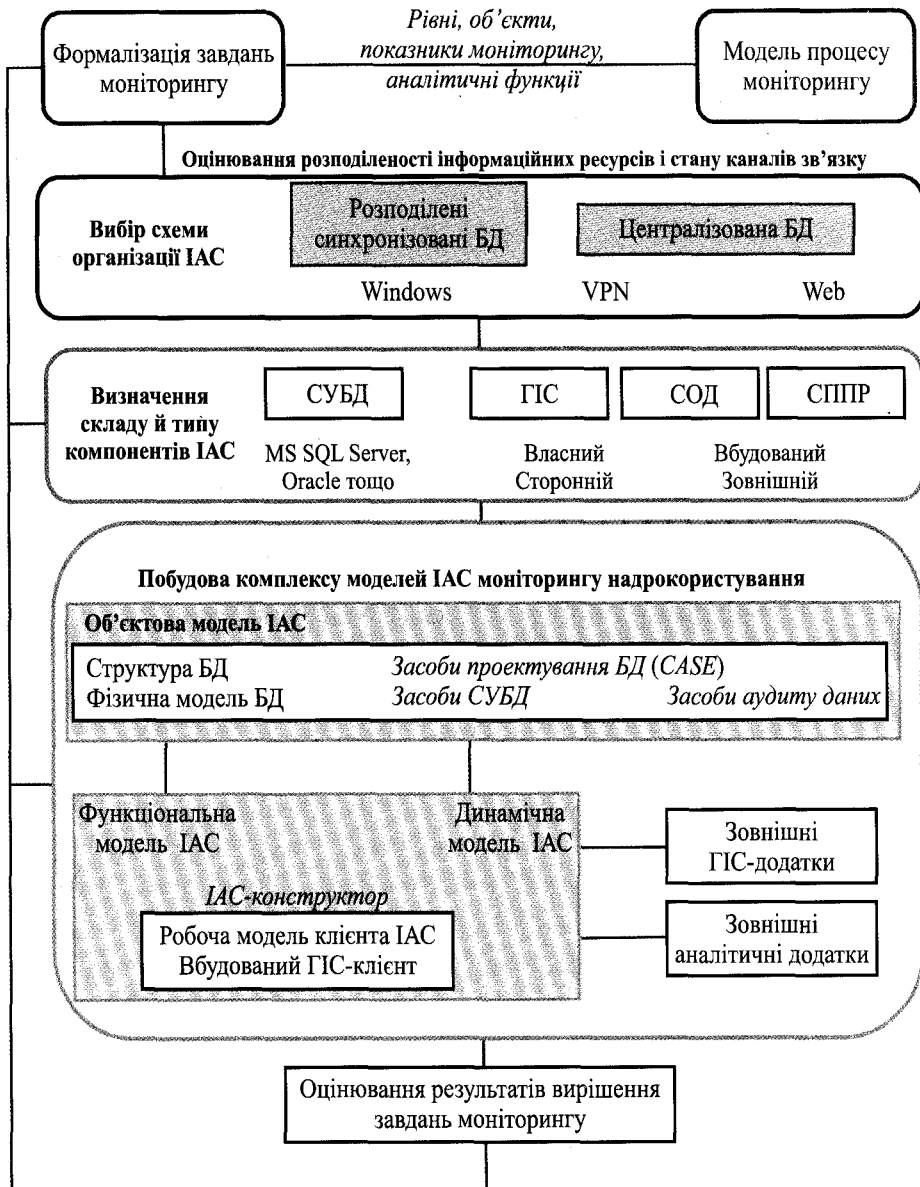 Формалізація завдань
моніторингу
Рівні, об’єкти,
показники моніторингу,
аналітичні функції
Модель процесу
моніторингу
Оцінювання розподіленості інформаційних ресурсів і стану каналів зв’язку
Вибір схеми
організації ІАС
Розподілені
синхронізовані БД
Централізована БД
Windows
VPN
Web
Визначення
складу й типу
компонентів ІАС
СУБД
ГІС
СОД
СППР
MS SQL Server,
Oracle тощо
Власний
Сторонній
Вбудований
Зовнішній
Побудова комплексу моделей ІАС моніторингу надрокористування
Об’єктова модель ІАС
Структура БД
Засоби проектування БД (CASE)
Фізична модель БД
Засоби СУБД
Засоби аудиту даних
Функціональна
модель ІАС
Динамічна
модель ІАС
ІАС-конструктор
Робоча модель клієнта ІАС
Вбудований ГІС-клієнт
Зовнішні
ГІС-додатки
Зовнішні
аналітичні додатки
Оцінювання результатів вирішення
завдань моніторингу